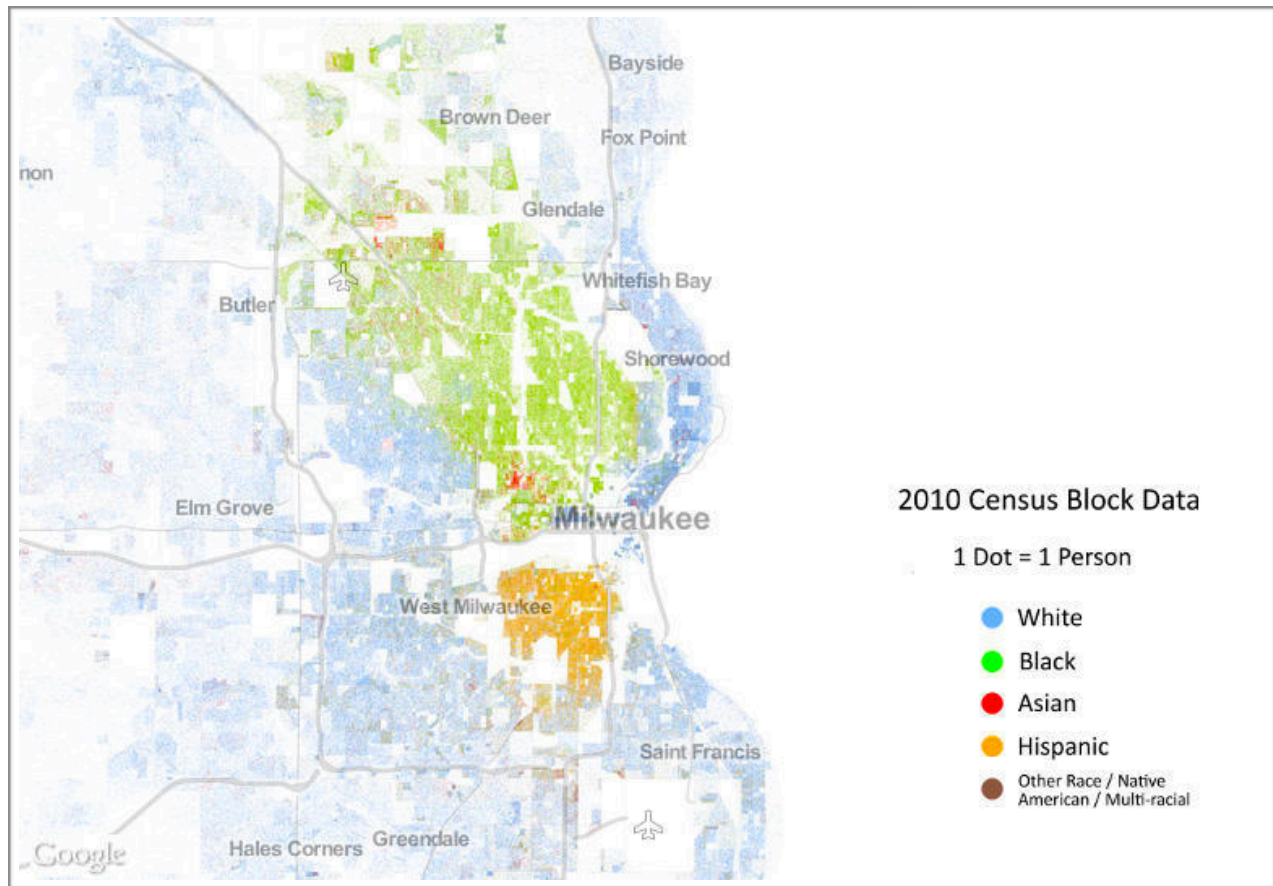 Bayside
Brown Deer
Fox Point
non
Glendale
Whitefish Bay
Butler
Shorewood
Elm Grove
Milwaukee
West Milwaukee
Saint Francis
Greendale
Hales Corners
Google
2010 Census Block Data
1 Dot = 1 Person
White
Black
Asian
Hispanic
Other Race / Native
American / Multi-racial